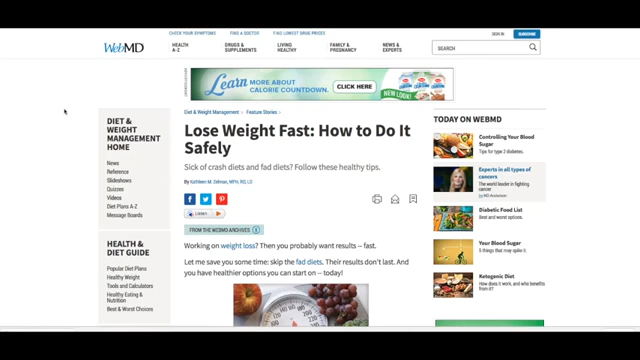 CHECK YOUR SYMPTOMS
FIND A DOCTOR
FIND LOWEST DRUG PRICES
SIGN IN
SUBSCRIBE
WebMD
HEALTH
A-Z
DRUGS &
SUPPLEMENTS
LIVING
HEALTHY
FAMILY &
PREGNANCY
NEWS &
EXPERTS
SEARCH
Learn MORE ABOUT
CALORIE COUNTDOWN.
CLICK HERE
NEW LOOK!
DIET &
WEIGHT
MANAGEMENT
HOME
News
Reference
Slideshows
Quizzes
Videos
Diet Plans A-Z
Message Boards
HEALTH &
DIET GUIDE
Popular Diet Plans
Healthy Weight
Tools and Calculators
Healthy Eating &
Nutrition
Best & Worst Choices
Diet & Weight Management > Feature Stories >
Lose Weight Fast: How to Do It
Safely
Sick of crash diets and fad diets? Follow these healthy tips.
By Kathleen M. Zelman, MPH, RD, LD
Listen
FROM THE WEBMD ARCHIVES
Working on weight loss? Then you probably want results -- fast.
Let me save you some time: skip the fad diets. Their results don't last. And
you have healthier options you can start on -- today!
TODAY ON WEBMD
Controlling Your Blood
Sugar
Tips for type 2 diabetes.
Experts in all types of
cancers
The world leader in fighting
cancer
by MD Anderson
Diabetic Food List
Best and worst options.
Your Blood Sugar
5 things that may spike it.
Ketogenic Diet
How does it work, and who benefits
from it?